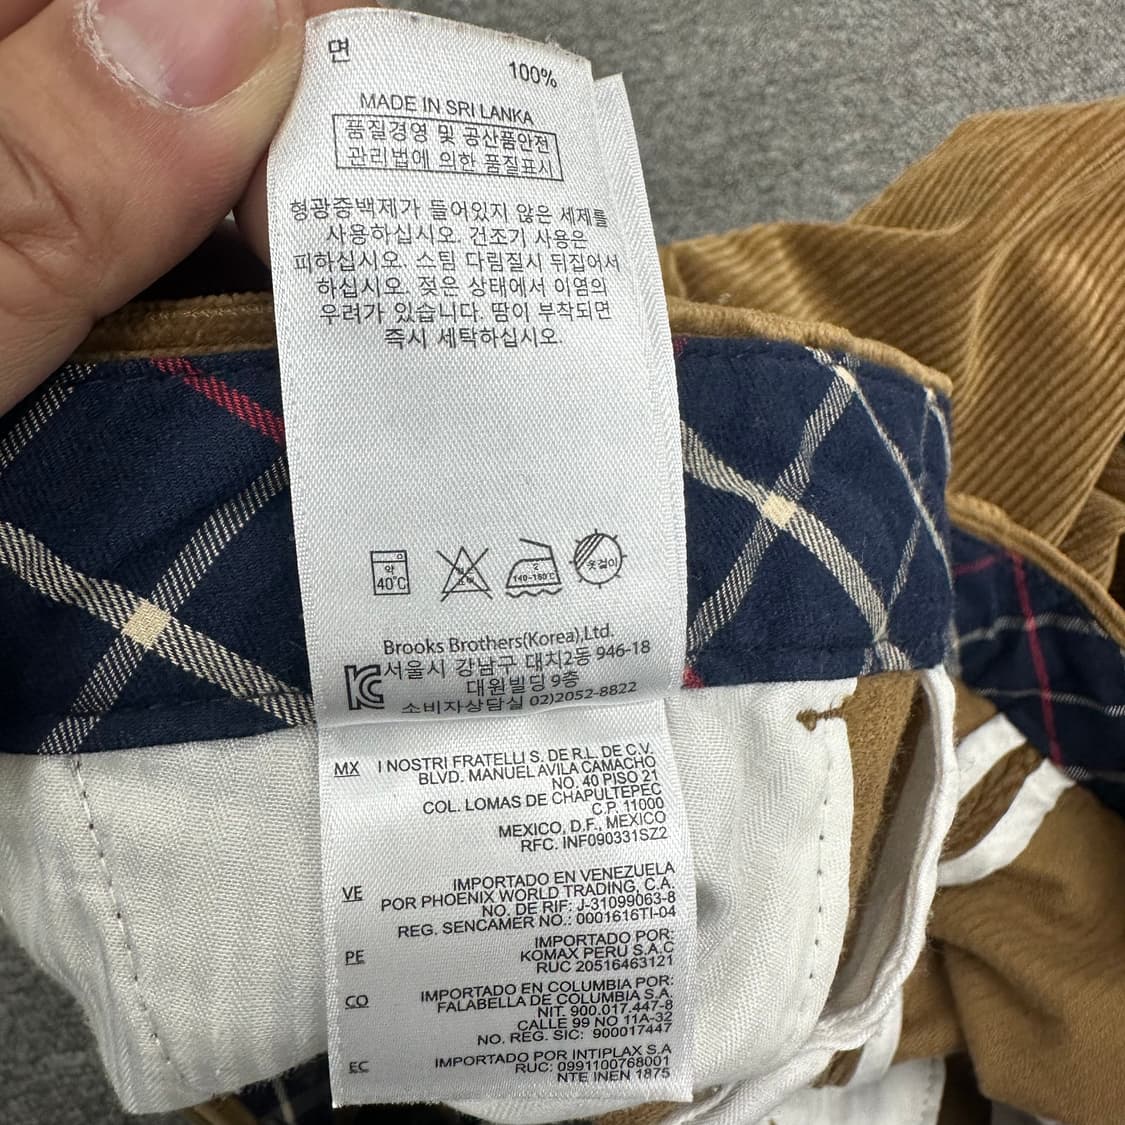 면
100%
MADE IN SRI LANKA
품질경영 및 공산품안전
관리법에 의한 품질표시
형광증백제가 들어있지 않은 세제를
사용하십시오. 건조기 사용은
피하십시오. 스팀 다림질시 뒤집어서
하십시오. 젖은 상태에서 이염의
우려가 있습니다. 땀이 부착되면
즉시 세탁하십시오.
약
40℃
2
140~160℃
옷걸이
Brooks Brothers(Korea).Ltd.
서울시 강남구 대치2동 946-18
대원빌딩 9층
소비자상담실 02)2052-8822
MX I NOSTRI FRATELLI S. DE R.L. DE C.V.
BLVD. MANUEL AVILA CAMACHO
NO. 40 PISO 21
COL. LOMAS DE CHAPULTEPEC
C.P. 11000
MEXICO, D.F., MEXICO
RFC. INF090331SZ2
VE IMPORTADO EN VENEZUELA
POR PHOENIX WORLD TRADING, C.A.
NO. DE RIF: J-31099063-8
REG. SENCAMER NO.: 0001616TI-04
PE IMPORTADO POR:
KOMAX PERU S.A.C
RUC 20516463121
CO IMPORTADO EN COLUMBIA POR:
FALABELLA DE COLUMBIA S.A.
NIT. 900.017.447-8
CALLE 99 NO 11A-32
NO. REG. SIC: 900017447
EC IMPORTADO POR INTIPLAX S.A
RUC: 0991100768001
NTE INEN 1875